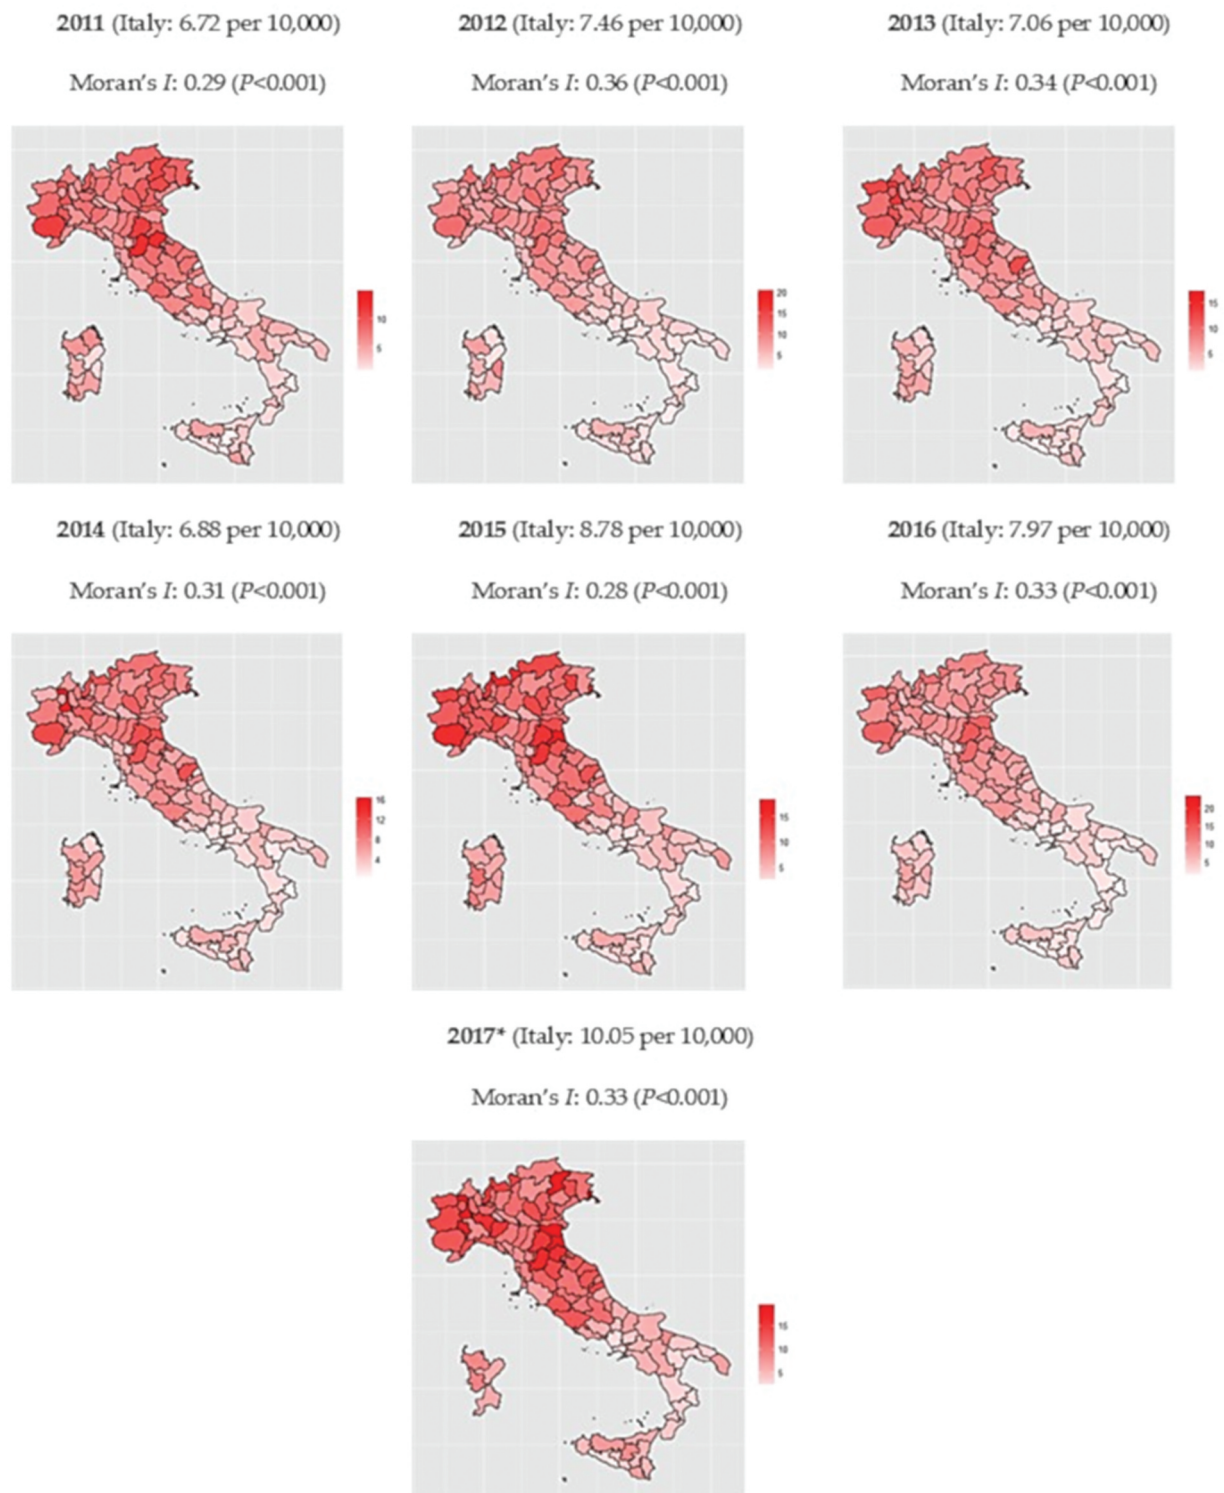 2011 (Italy: 6.72 per 10,000)
Moran's I: 0.29 (P<0.001)
10
5
2012 (Italy: 7.46 per 10,000)
Moran's I: 0.36 (P<0.001)
20
15
10
5
2013 (Italy: 7.06 per 10,000)
Moran's I: 0.34 (P<0.001)
15
10
5
2014 (Italy: 6.88 per 10,000)
Moran's I: 0.31 (P<0.001)
16
12
8
4
2015 (Italy: 8.78 per 10,000)
Moran's I: 0.28 (P<0.001)
15
10
5
2016 (Italy: 7.97 per 10,000)
Moran's I: 0.33 (P<0.001)
20
15
10
5
2017* (Italy: 10.05 per 10,000)
Moran's I: 0.33 (P<0.001)
15
10
5